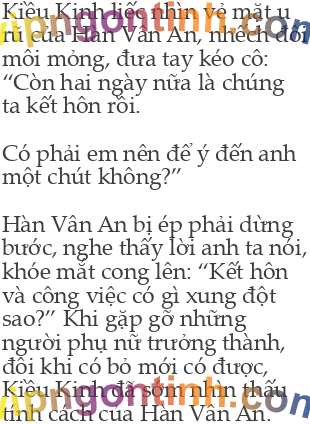 Kiều Kinh liếc nhìn vẻ mặt u
rũ của Hàn Vân An, nhếch đôi
môi mỏng, đưa tay kéo cô:
“Còn hai ngày nữa là chúng
ta kết hôn rồi.
Có phải em nên để ý đến anh
một chút không?”
Hàn Vân An bị ép phải dừng
bước, nghe thấy lời anh ta nói,
khóe mắt cong lên: “Kết hôn
và công việc có gì xung đột
sao?” Khi gặp gỡ những
người phụ nữ trưởng thành,
đôi khi có bỏ mới có được,
Kiều Kinh đã sớm nhìn thấu
tính cách của Hàn Vân An.